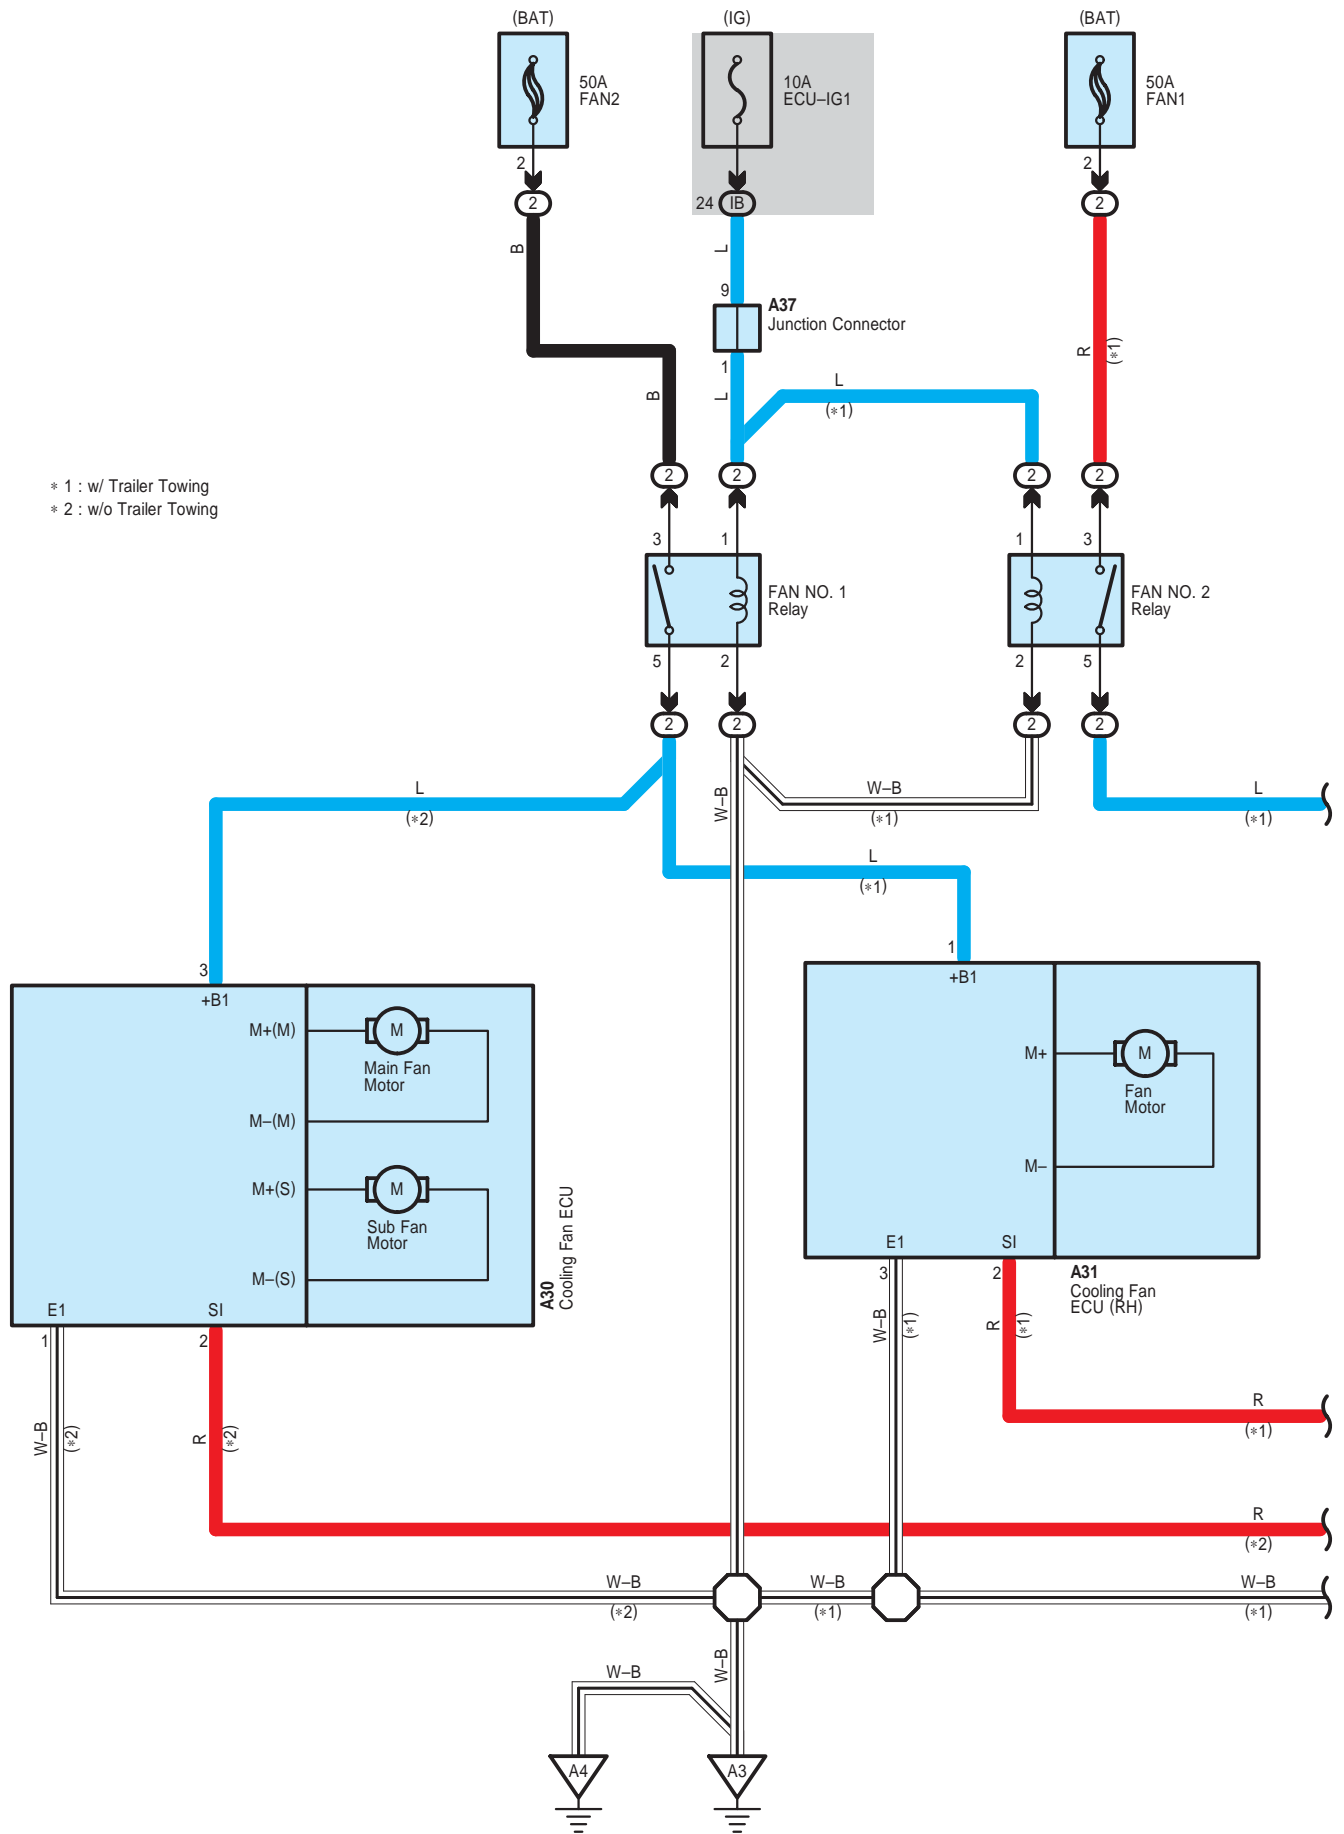 (BAT)
(IG)
(BAT)
50A
FAN2
10A
ECU–IG1
50A
FAN1
2
2
2
24
IB
2
B
L
9
A37
Junction Connector
R
(∗1)
1
L
B
L
(∗1)
2
2
2
2
∗ 1 : w/ Trailer Towing
∗ 2 : w/o Trailer Towing
3
1
1
3
FAN NO. 1
Relay
FAN NO. 2
Relay
5
2
2
5
2
2
2
2
L
(∗2)
W–B
W–B
(∗1)
L
(∗1)
L
(∗1)
3
+B1
1
+B1
M+(M)
M
Main Fan
Motor
M–(M)
M+(S)
M
Sub Fan
Motor
M–(S)
E1
SI
A30
Cooling Fan ECU
M+
M
Fan
Motor
M–
E1
SI
A31
Cooling Fan
ECU (RH)
3
2
W–B
(∗1)
R
(∗1)
1
2
W–B
(∗2)
R
(∗2)
R
(∗1)
R
(∗2)
W–B
(∗2)
W–B
(∗1)
W–B
(∗1)
W–B
W–B
A4
A3